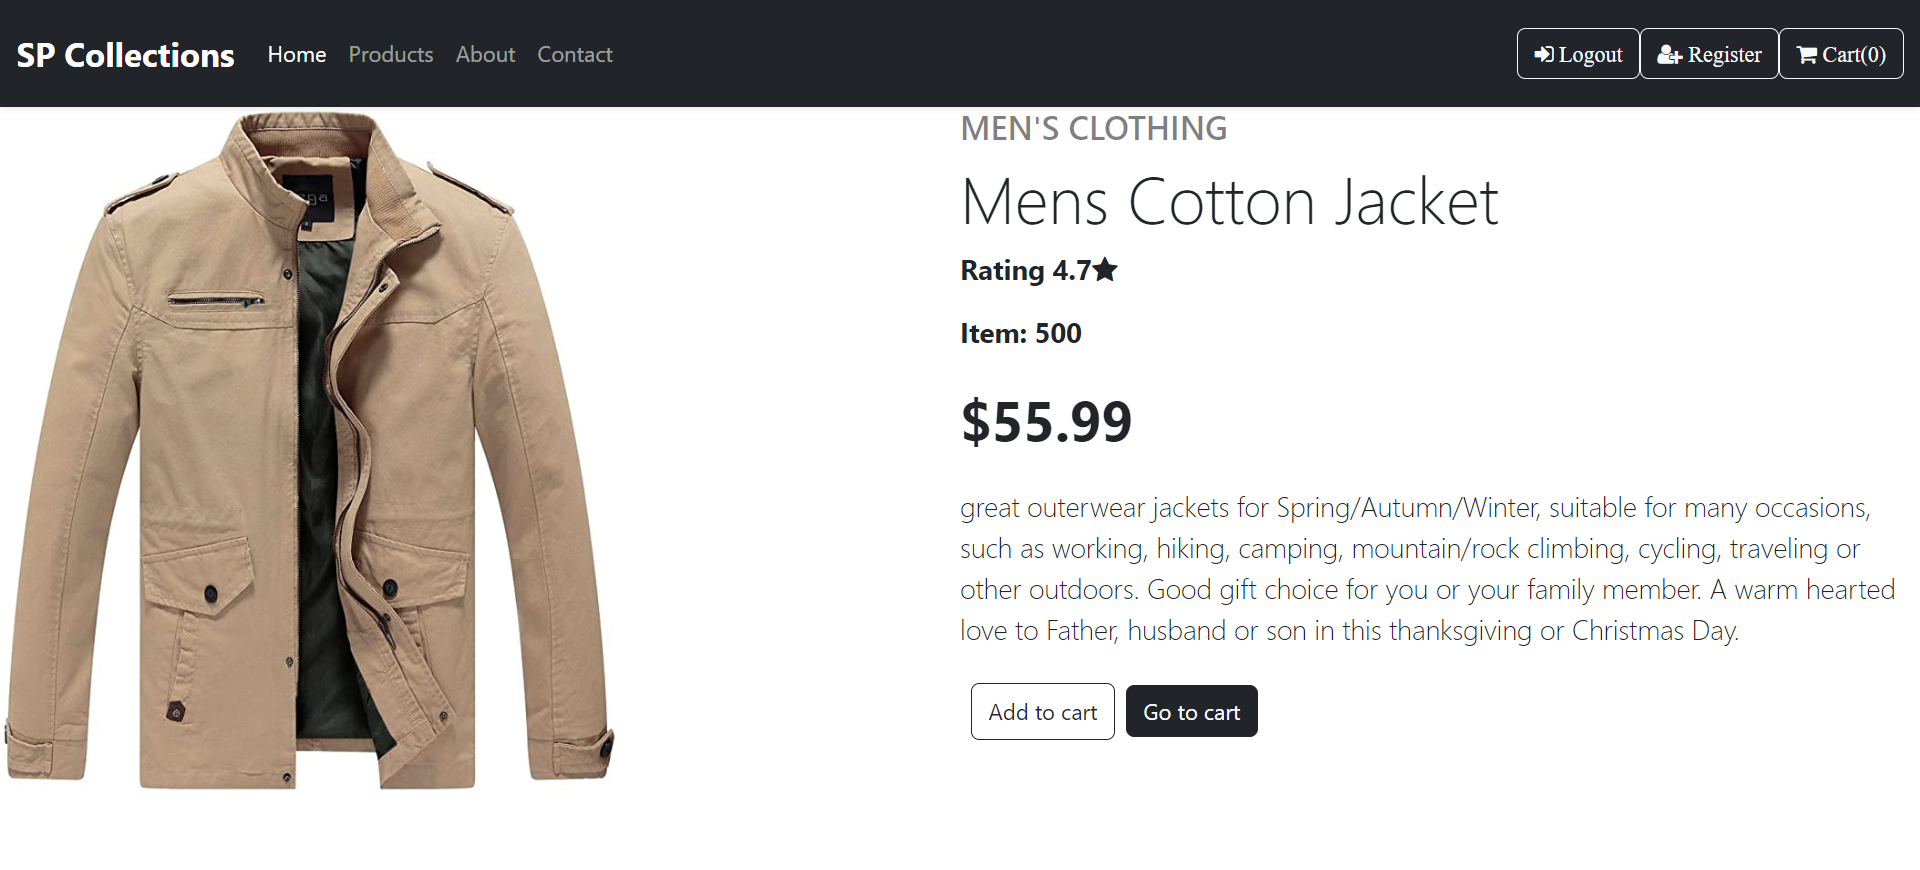 SP Collections Home Products About Contact Logout Register Cart(0)
MEN'S CLOTHING
Mens Cotton Jacket
Rating 4.7
Item: 500
$55.99
great outerwear jackets for Spring/Autumn/Winter, suitable for many occasions,
such as working, hiking, camping, mountain/rock climbing, cycling, traveling or
other outdoors. Good gift choice for you or your family member. A warm hearted
love to Father, husband or son in this thanksgiving or Christmas Day.
Add to cart Go to cart